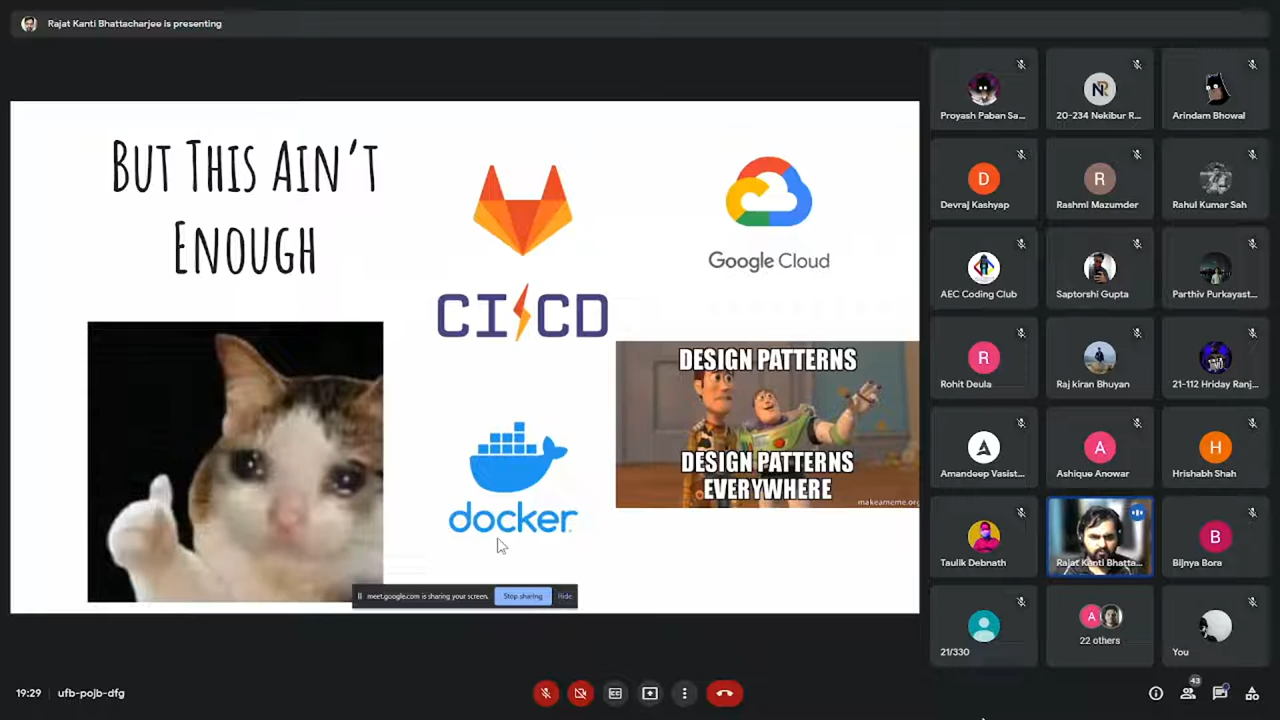 Rajat Kanti Bhattacharjee is presenting
BUT THIS AIN'T
ENOUGH
CI CD
docker
Google Cloud
DESIGN PATTERNS
DESIGN PATTERNS
EVERYWHERE
makeameme.org
meet.google.com is sharing your screen.
Stop sharing
Hide
Proyash Paban Sa...
NR
20-234 Nekibur R...
Arindam Bhowal
D
Devraj Kashyap
R
Rashmi Mazumder
Rahul Kumar Sah
AEC Coding Club
Saptorshi Gupta
Parthiv Purkayast...
R
Rohit Deula
Raj kiran Bhuyan
21-112 Hriday Ranj...
Amandeep Vasist...
A
Ashique Anowar
H
Hrishabh Shah
Taulik Debnath
Rajat Kanti Bhatta...
B
Bijnya Bora
21/330
A
22 others
You
19:29
ufb-pojb-dfg
43